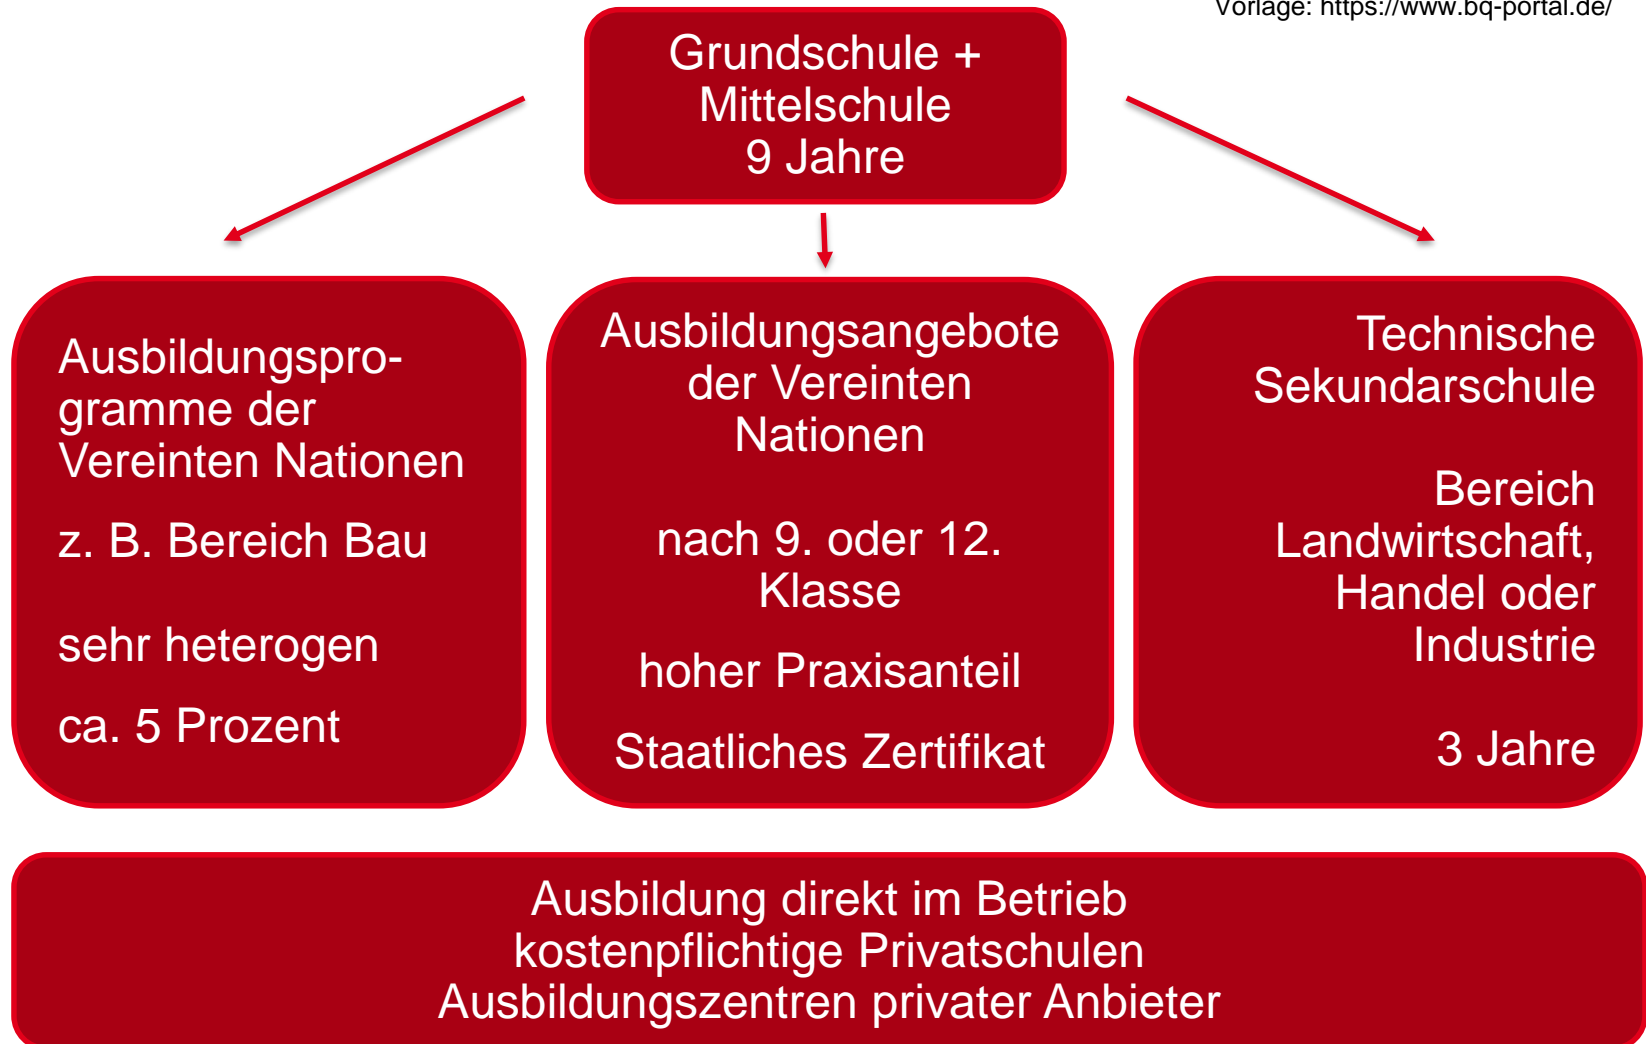 Vorlage: https://www.bq-portal.de/
Grundschule +
Mittelschule
9 Jahre
Ausbildungspro-
gramme der
Vereinten Nationen
z. B. Bereich Bau
sehr heterogen
ca. 5 Prozent
Ausbildungsangebote
der Vereinten
Nationen
nach 9. oder 12.
Klasse
hoher Praxisanteil
Staatliches Zertifikat
Technische
Sekundarschule
Bereich
Landwirtschaft,
Handel oder
Industrie
3 Jahre
Ausbildung direkt im Betrieb
kostenpflichtige Privatschulen
Ausbildungszentren privater Anbieter